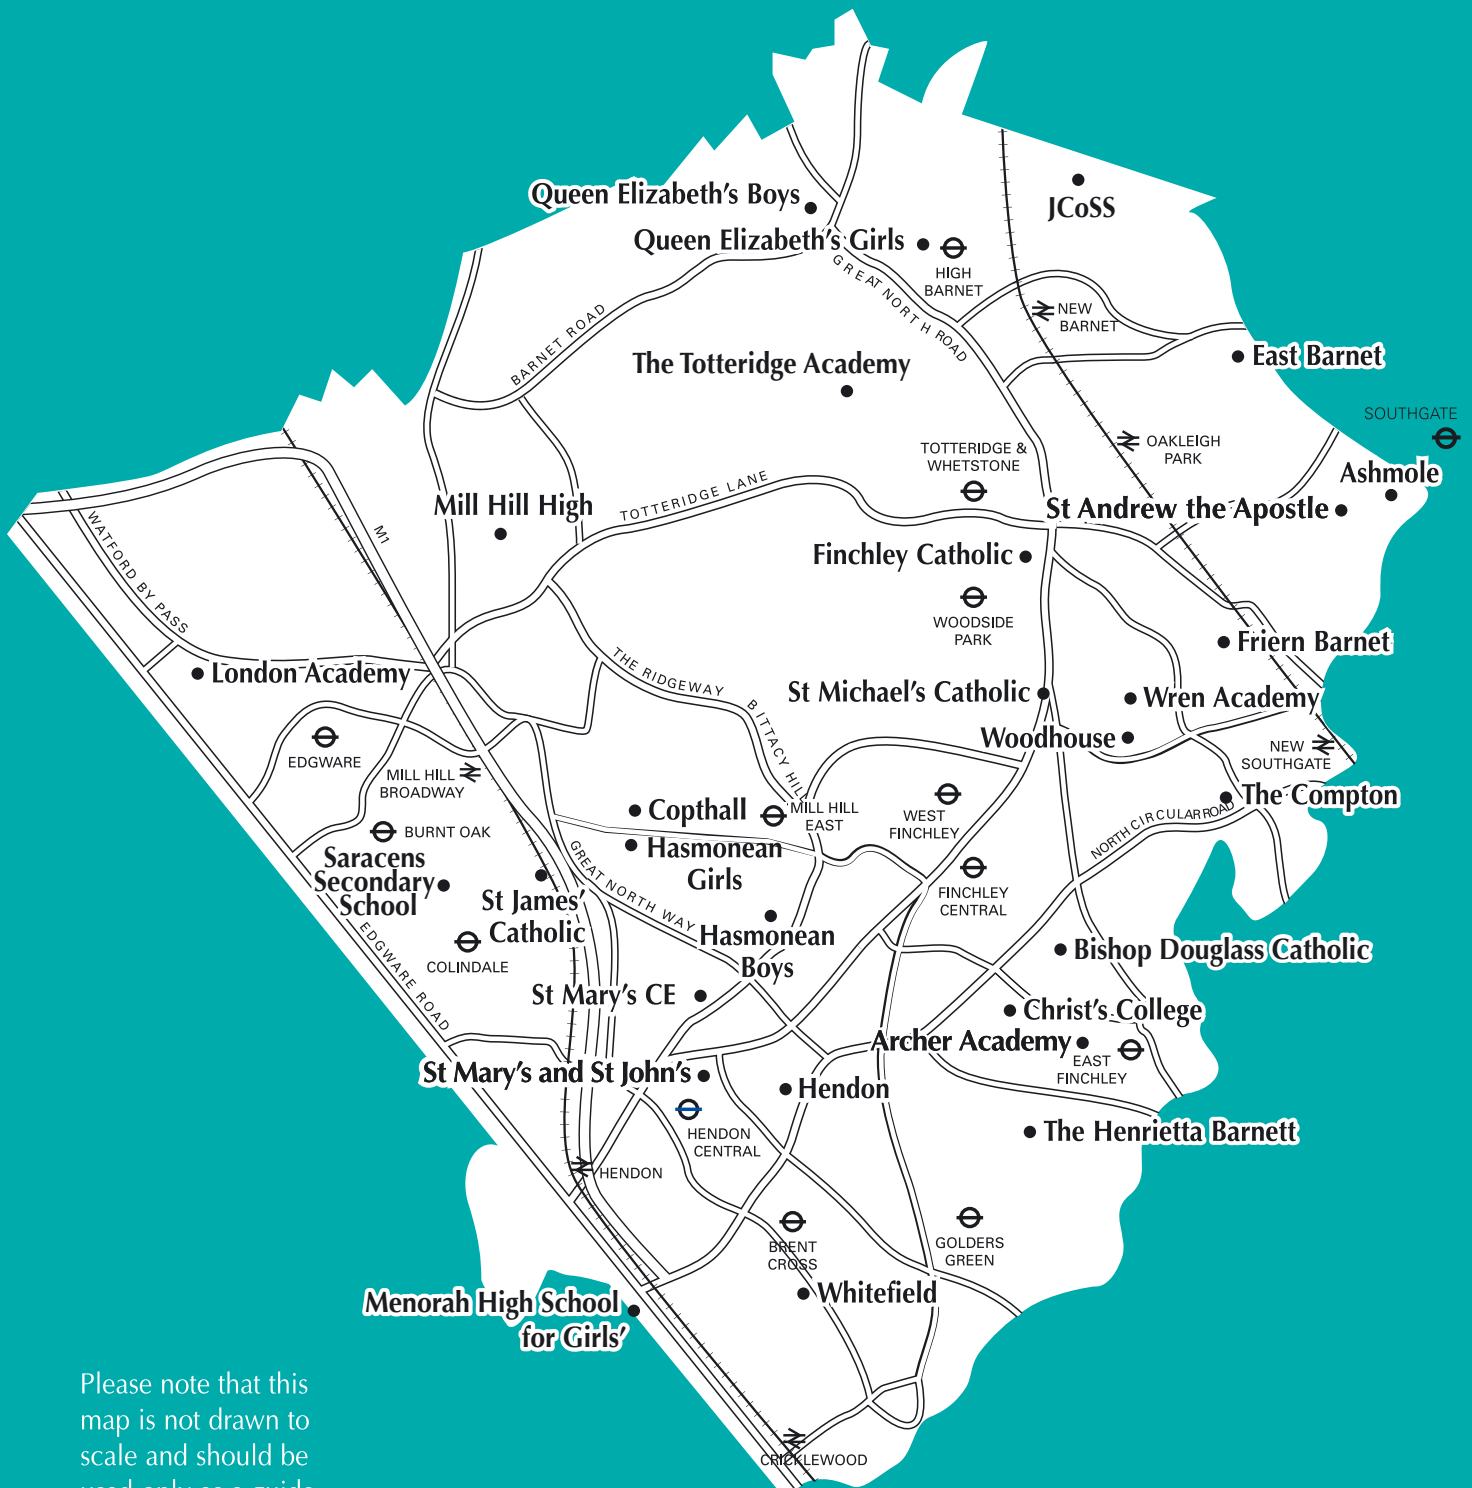 Queen Elizabeth's Boys
JCoSS
Queen Elizabeth's Girls
HIGH
BARNET
GREAT NORTH ROAD
NEW
BARNET
BARNET ROAD
The Totteridge Academy
East Barnet
SOUTHGATE
TOTTERIDGE &
WHETSTONE
OAKLEIGH
PARK
Ashmole
Mill Hill High
TOTTERIDGE LANE
St Andrew the Apostle
M1
WATFORD BY PASS
Finchley Catholic
WOODSIDE
PARK
Friern Barnet
London Academy
THE RIDGEWAY
St Michael's Catholic
Wren Academy
BITTACY HILL
Woodhouse
EDGWARE
NEW
SOUTHGATE
MILL HILL
BROADWAY
Copthall
MILL HILL
EAST
WEST
FINCHLEY
The Compton
BURNT OAK
NORTH CIRCULAR ROAD
Hasmonean
Girls
Saracens
Secondary
School
GREAT NORTH WAY
St James'
Catholic
FINCHLEY
CENTRAL
Hasmonean
Boys
Bishop Douglass Catholic
COLINDALE
EDGWARE ROAD
St Mary's CE
Christ's College
Archer Academy
EAST
FINCHLEY
St Mary's and St John's
Hendon
HENDON
CENTRAL
The Henrietta Barnett
HENDON
BRENT
CROSS
GOLDERS
GREEN
Whitefield
Menorah High School
for Girls'
CRICKLEWOOD
Please note that this
map is not drawn to
scale and should be
used only as a guide